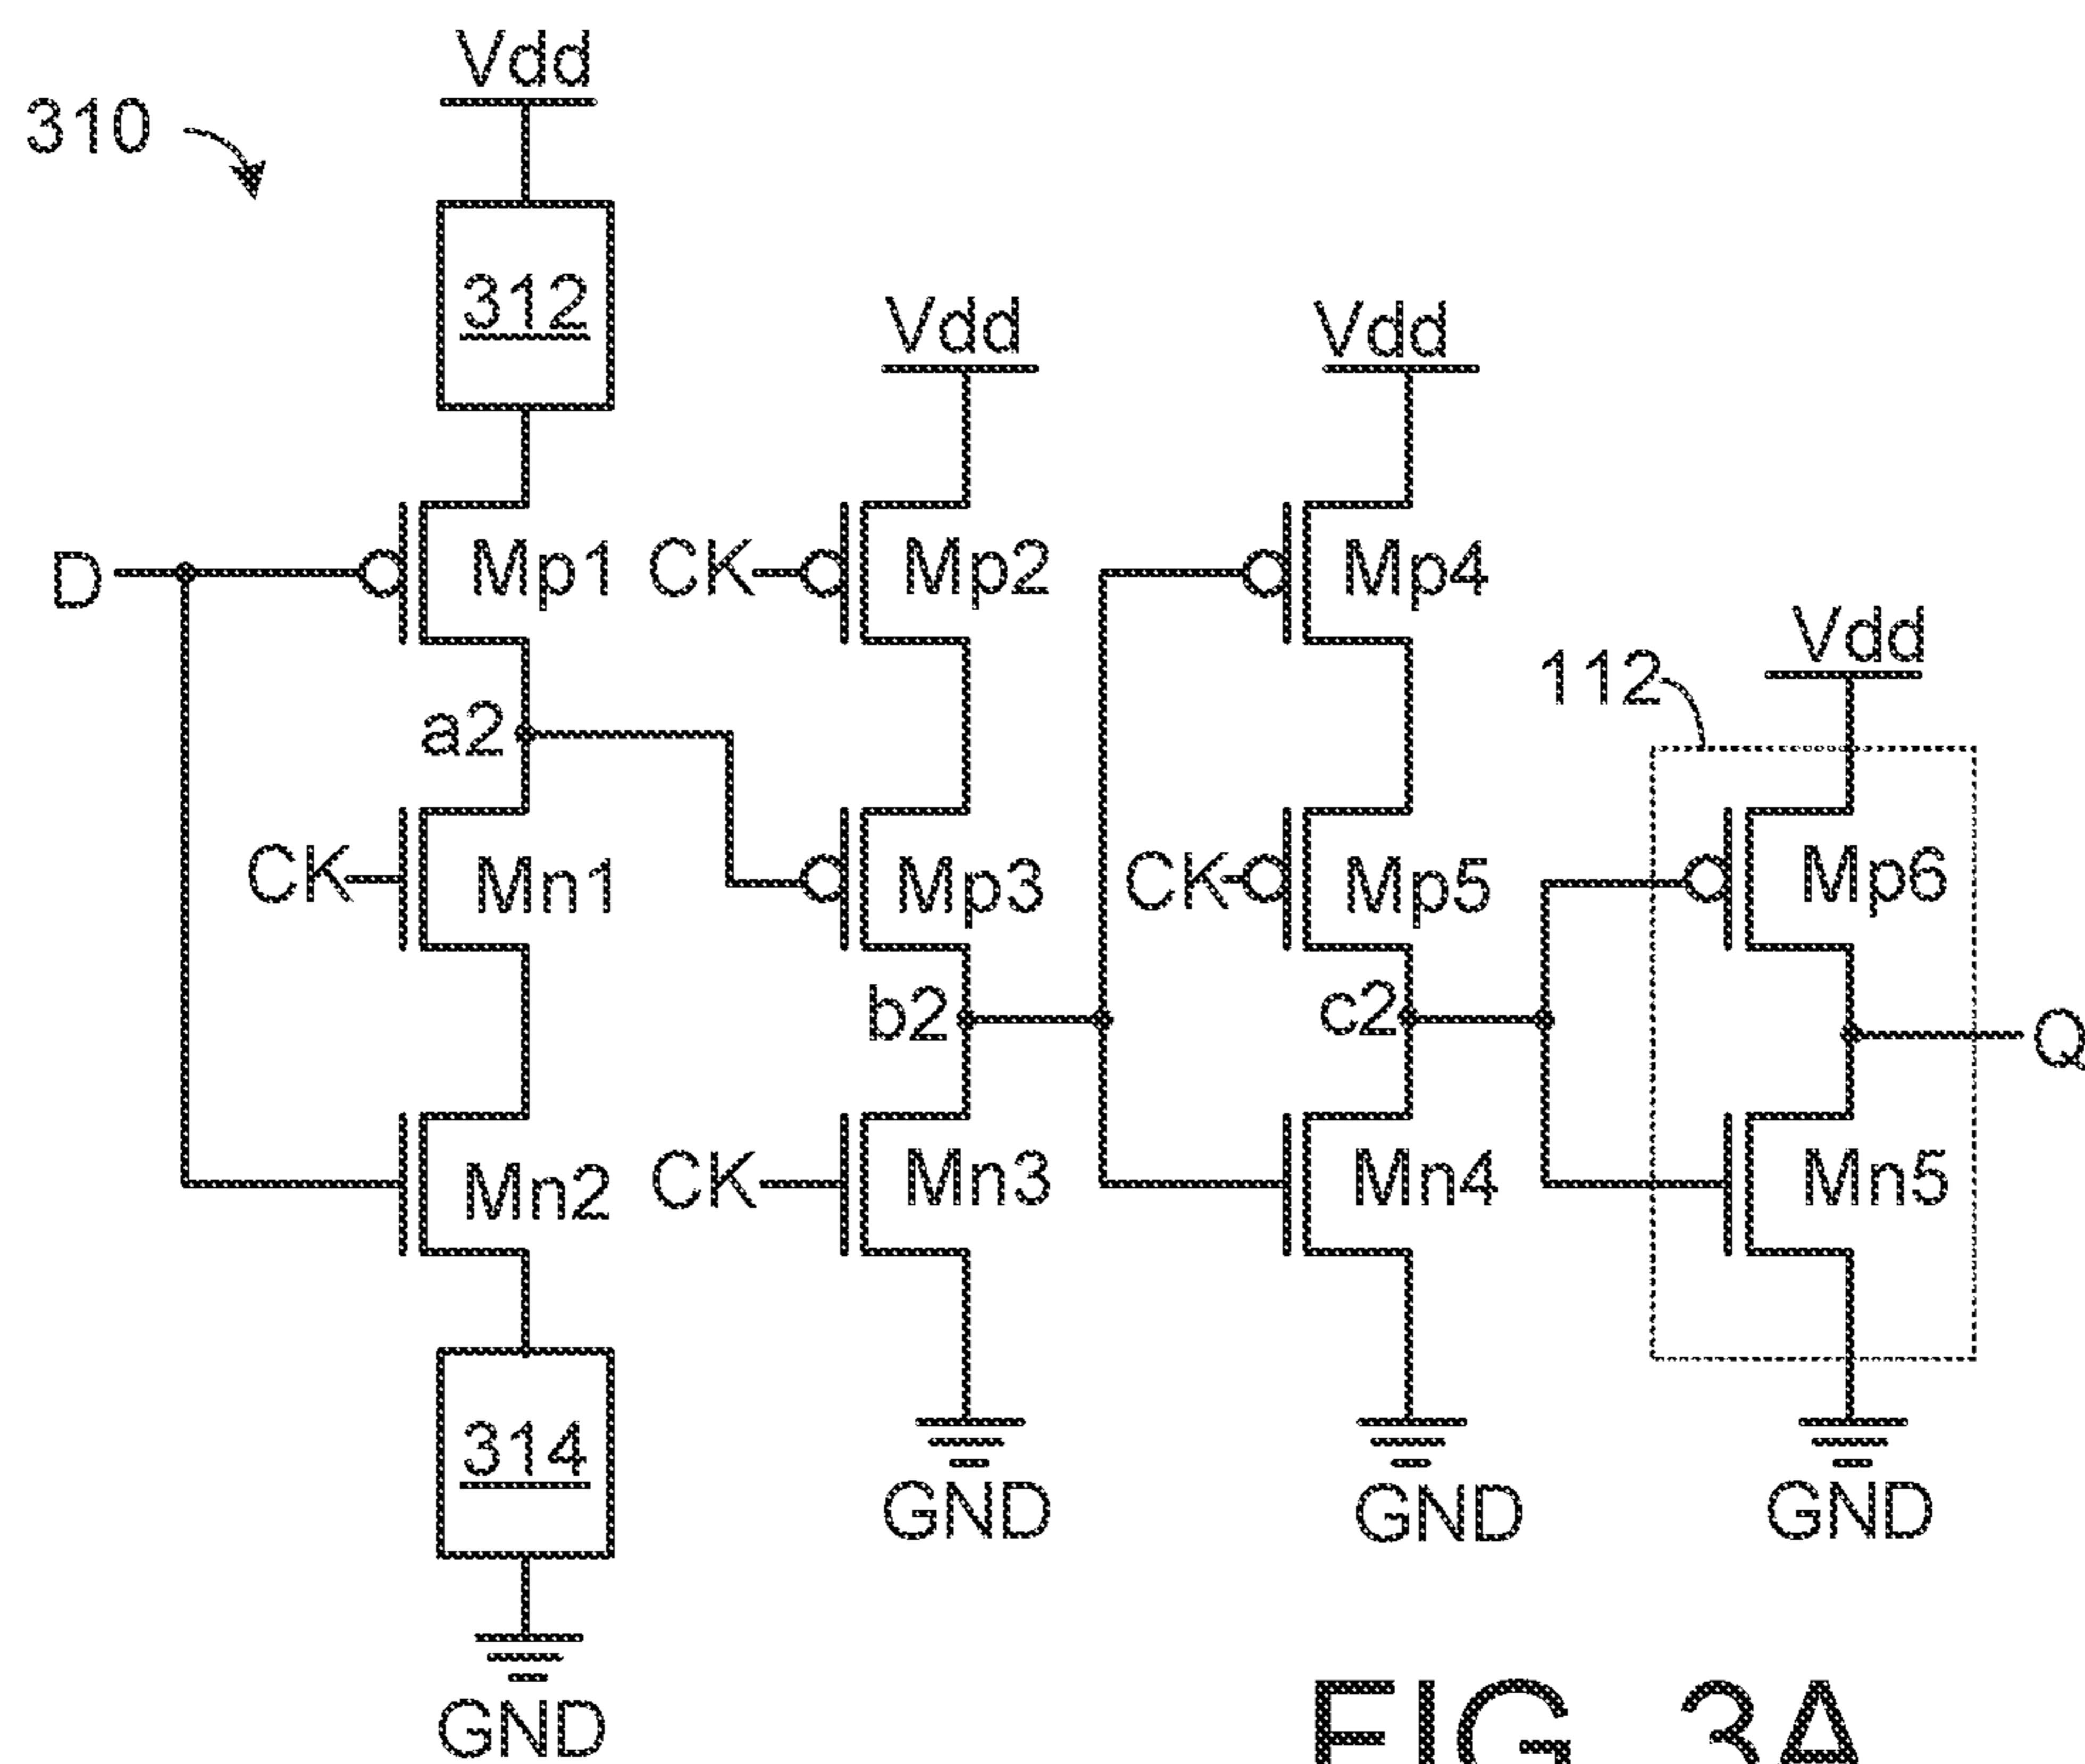 Vdd
310
312
Vdd
Vdd
D
Mp1
CK
Mp2
Mp4
Vdd
112
a2
CK
Mn1
Mp3
CK
Mp5
Mp6
b2
c2
Q
Mn2
CK
Mn3
Mn4
Mn5
314
GND
GND
GND
GND
FIG. 3A